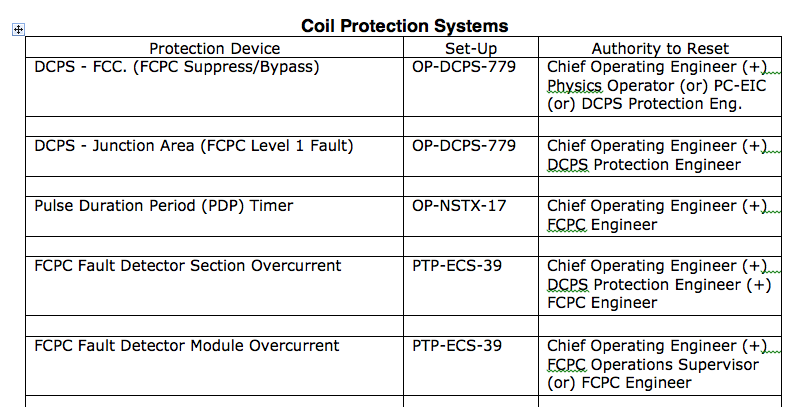 Coil Protection Systems
Protection Device Set-Up Authority to Reset
DCPS - FCC. (FCPC Suppress/Bypass) OP-DCPS-779 Chief Operating Engineer (+)
Physics Operator (or) PC-EIC
(or) DCPS Protection Eng.
DCPS - Junction Area (FCPC Level 1 Fault) OP-DCPS-779 Chief Operating Engineer (+)
DCPS Protection Engineer
Pulse Duration Period (PDP) Timer OP-NSTX-17 Chief Operating Engineer (+)
FCPC Engineer
FCPC Fault Detector Section Overcurrent PTP-ECS-39 Chief Operating Engineer (+)
DCPS Protection Engineer (+)
FCPC Engineer
FCPC Fault Detector Module Overcurrent PTP-ECS-39 Chief Operating Engineer (+)
FCPC Operations Supervisor
(or) FCPC Engineer